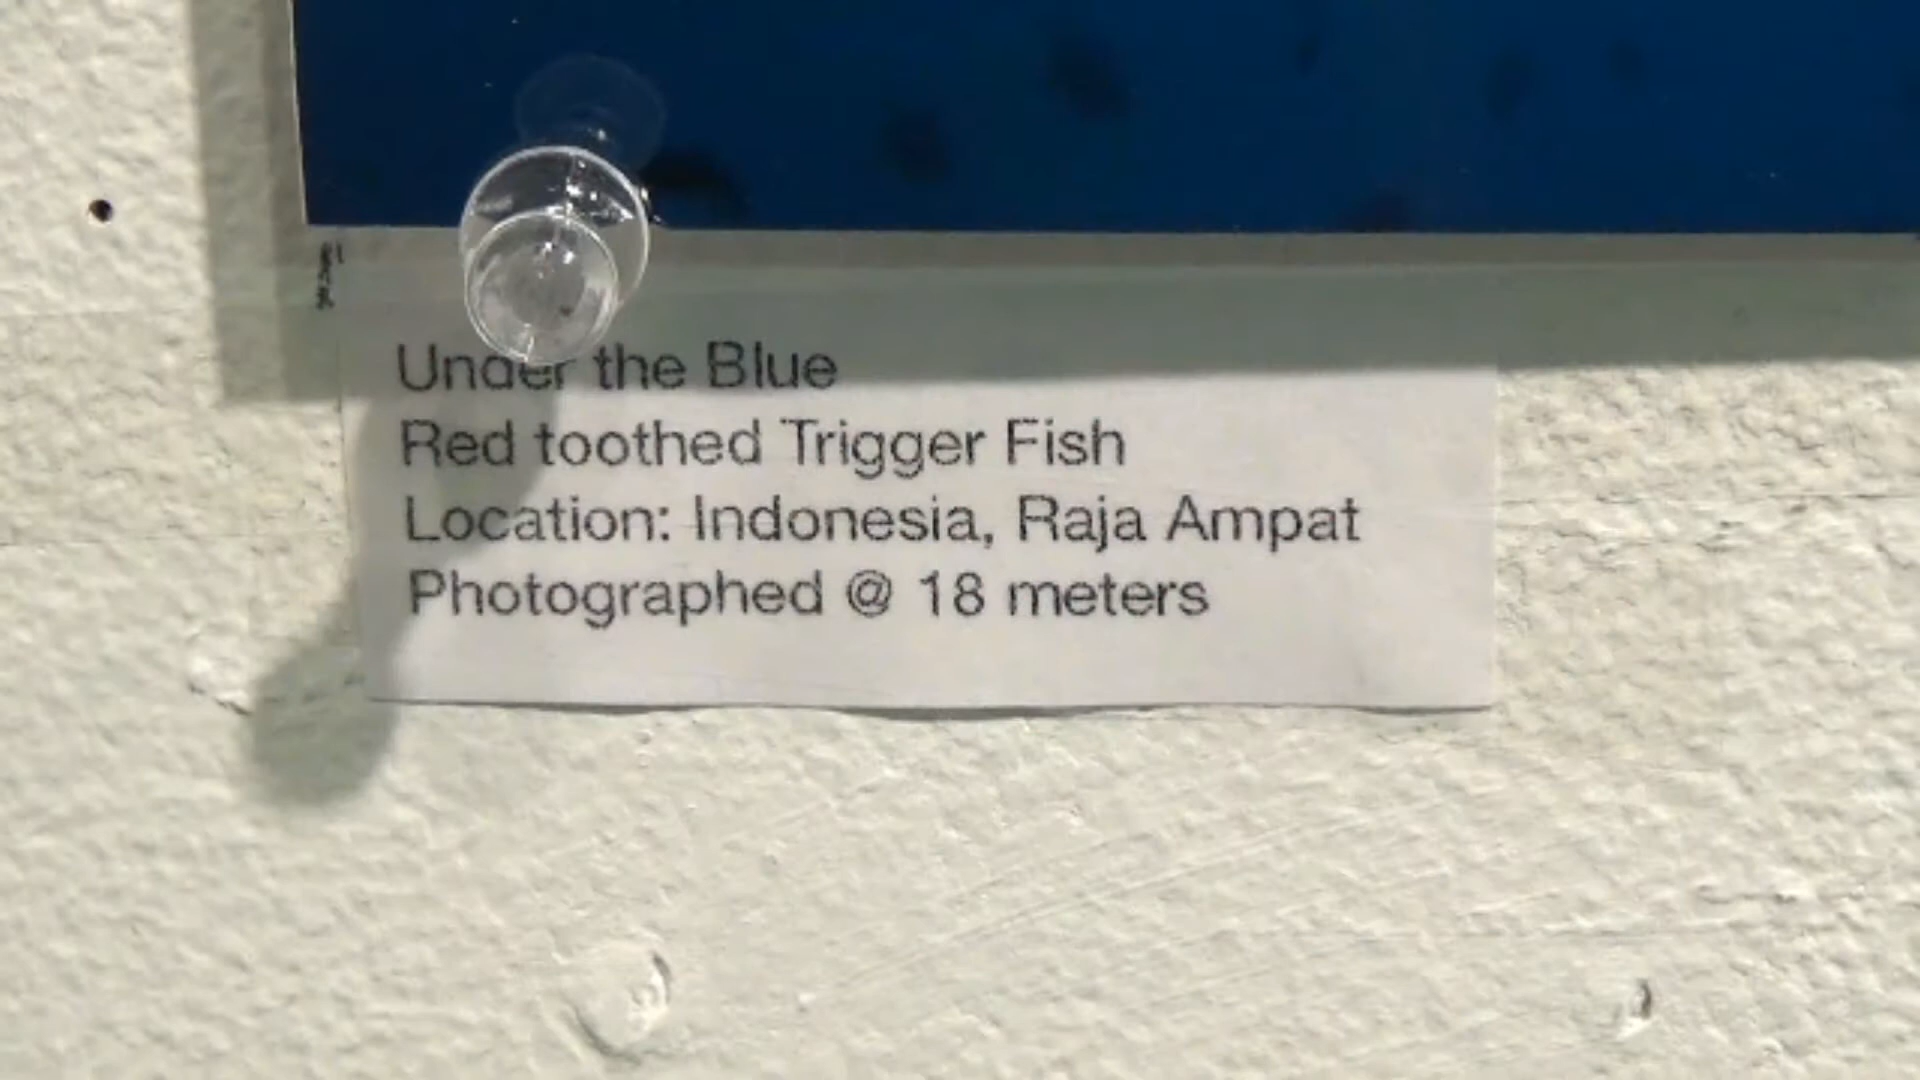 Under the Blue
Red toothed Trigger Fish
Location: Indonesia, Raja Ampat
Photographed @ 18 meters